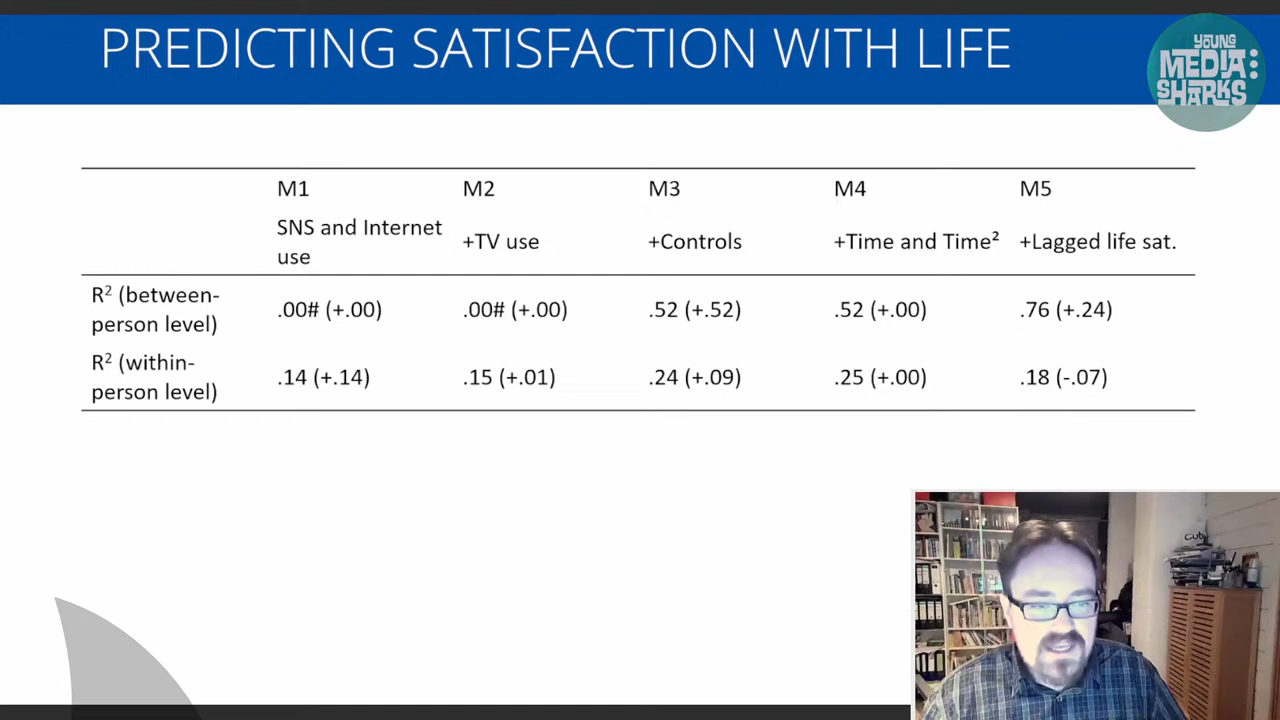 PREDICTING SATISFACTION WITH LIFE
YOUNG
MEDIA:
SHARKS
M1 M2 M3 M4 M5
SNS and Internet use +TV use +Controls +Time and Time² +Lagged life sat.
R² (between-person level) .00# (+.00) .00# (+.00) .52 (+.52) .52 (+.00) .76 (+.24)
R² (within-person level) .14 (+.14) .15 (+.01) .24 (+.09) .25 (+.00) .18 (-.07)